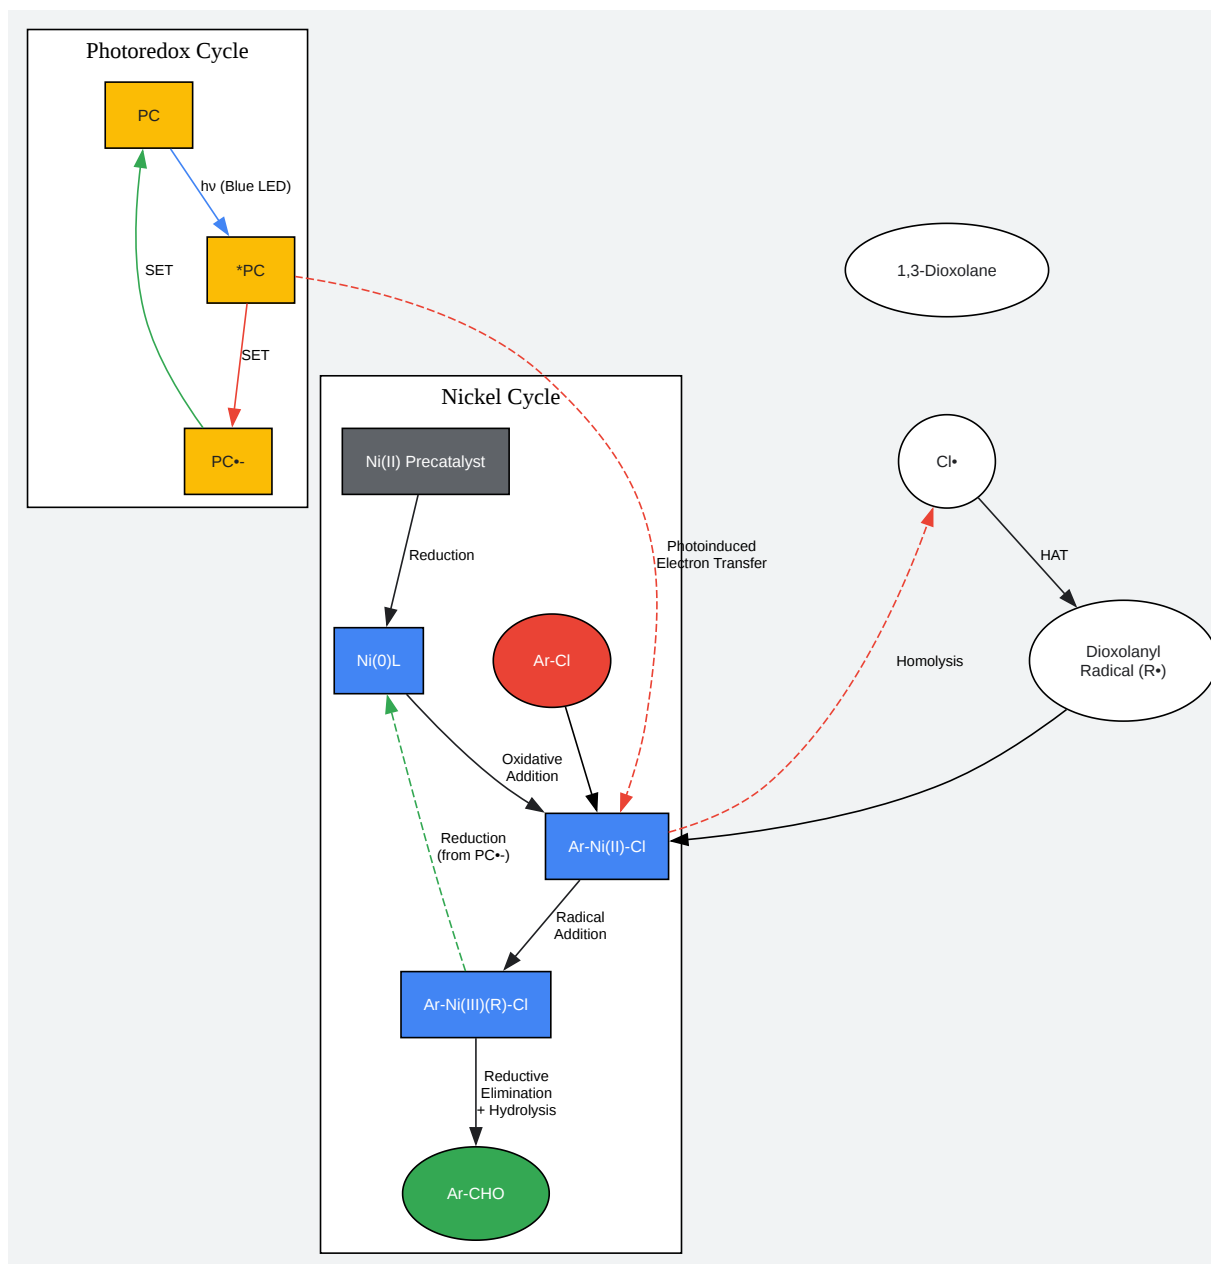 Photoredox Cycle
PC
hν (Blue LED)
*PC
SET
SET
PC•-
1,3-Dioxolane
Nickel Cycle
Ni(II) Precatalyst
Cl•
Reduction
Photoinduced
Electron Transfer
HAT
Ni(0)L
Ar-Cl
Homolysis
Dioxolanyl
Radical (R•)
Oxidative
Addition
Reduction
(from PC•-)
Ar-Ni(II)-Cl
Radical
Addition
Ar-Ni(III)(R)-Cl
Reductive
Elimination
+ Hydrolysis
Ar-CHO